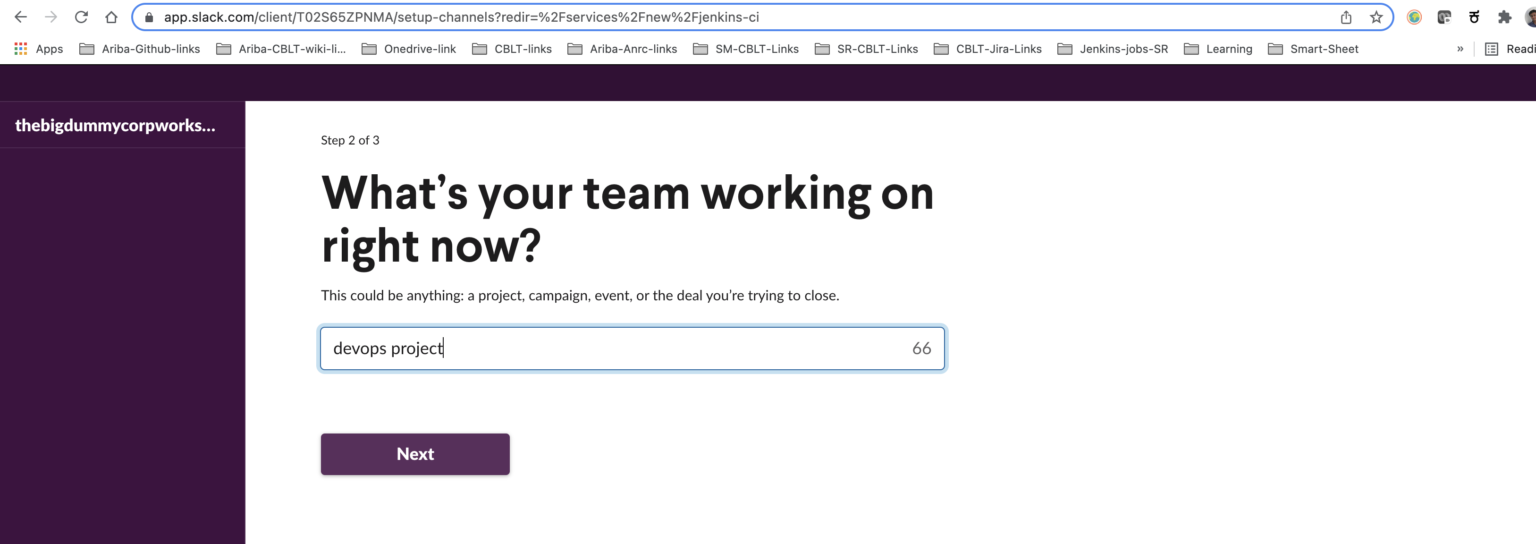 app.slack.com/client/T02S65ZPNMA/setup-channels?redir=%2Fservices%2Fnew%2Fjenkins-ci
Apps Ariba-Github-links Ariba-CBLT-wiki-li... Onedrive-link CBLT-links Ariba-Anrc-links SM-CBLT-Links SR-CBLT-Links CBLT-Jira-Links Jenkins-jobs-SR Learning Smart-Sheet » Readi
thebigdummycorpworks...
Step 2 of 3
What's your team working on
right now?
This could be anything: a project, campaign, event, or the deal you're trying to close.
devops project 66
Next